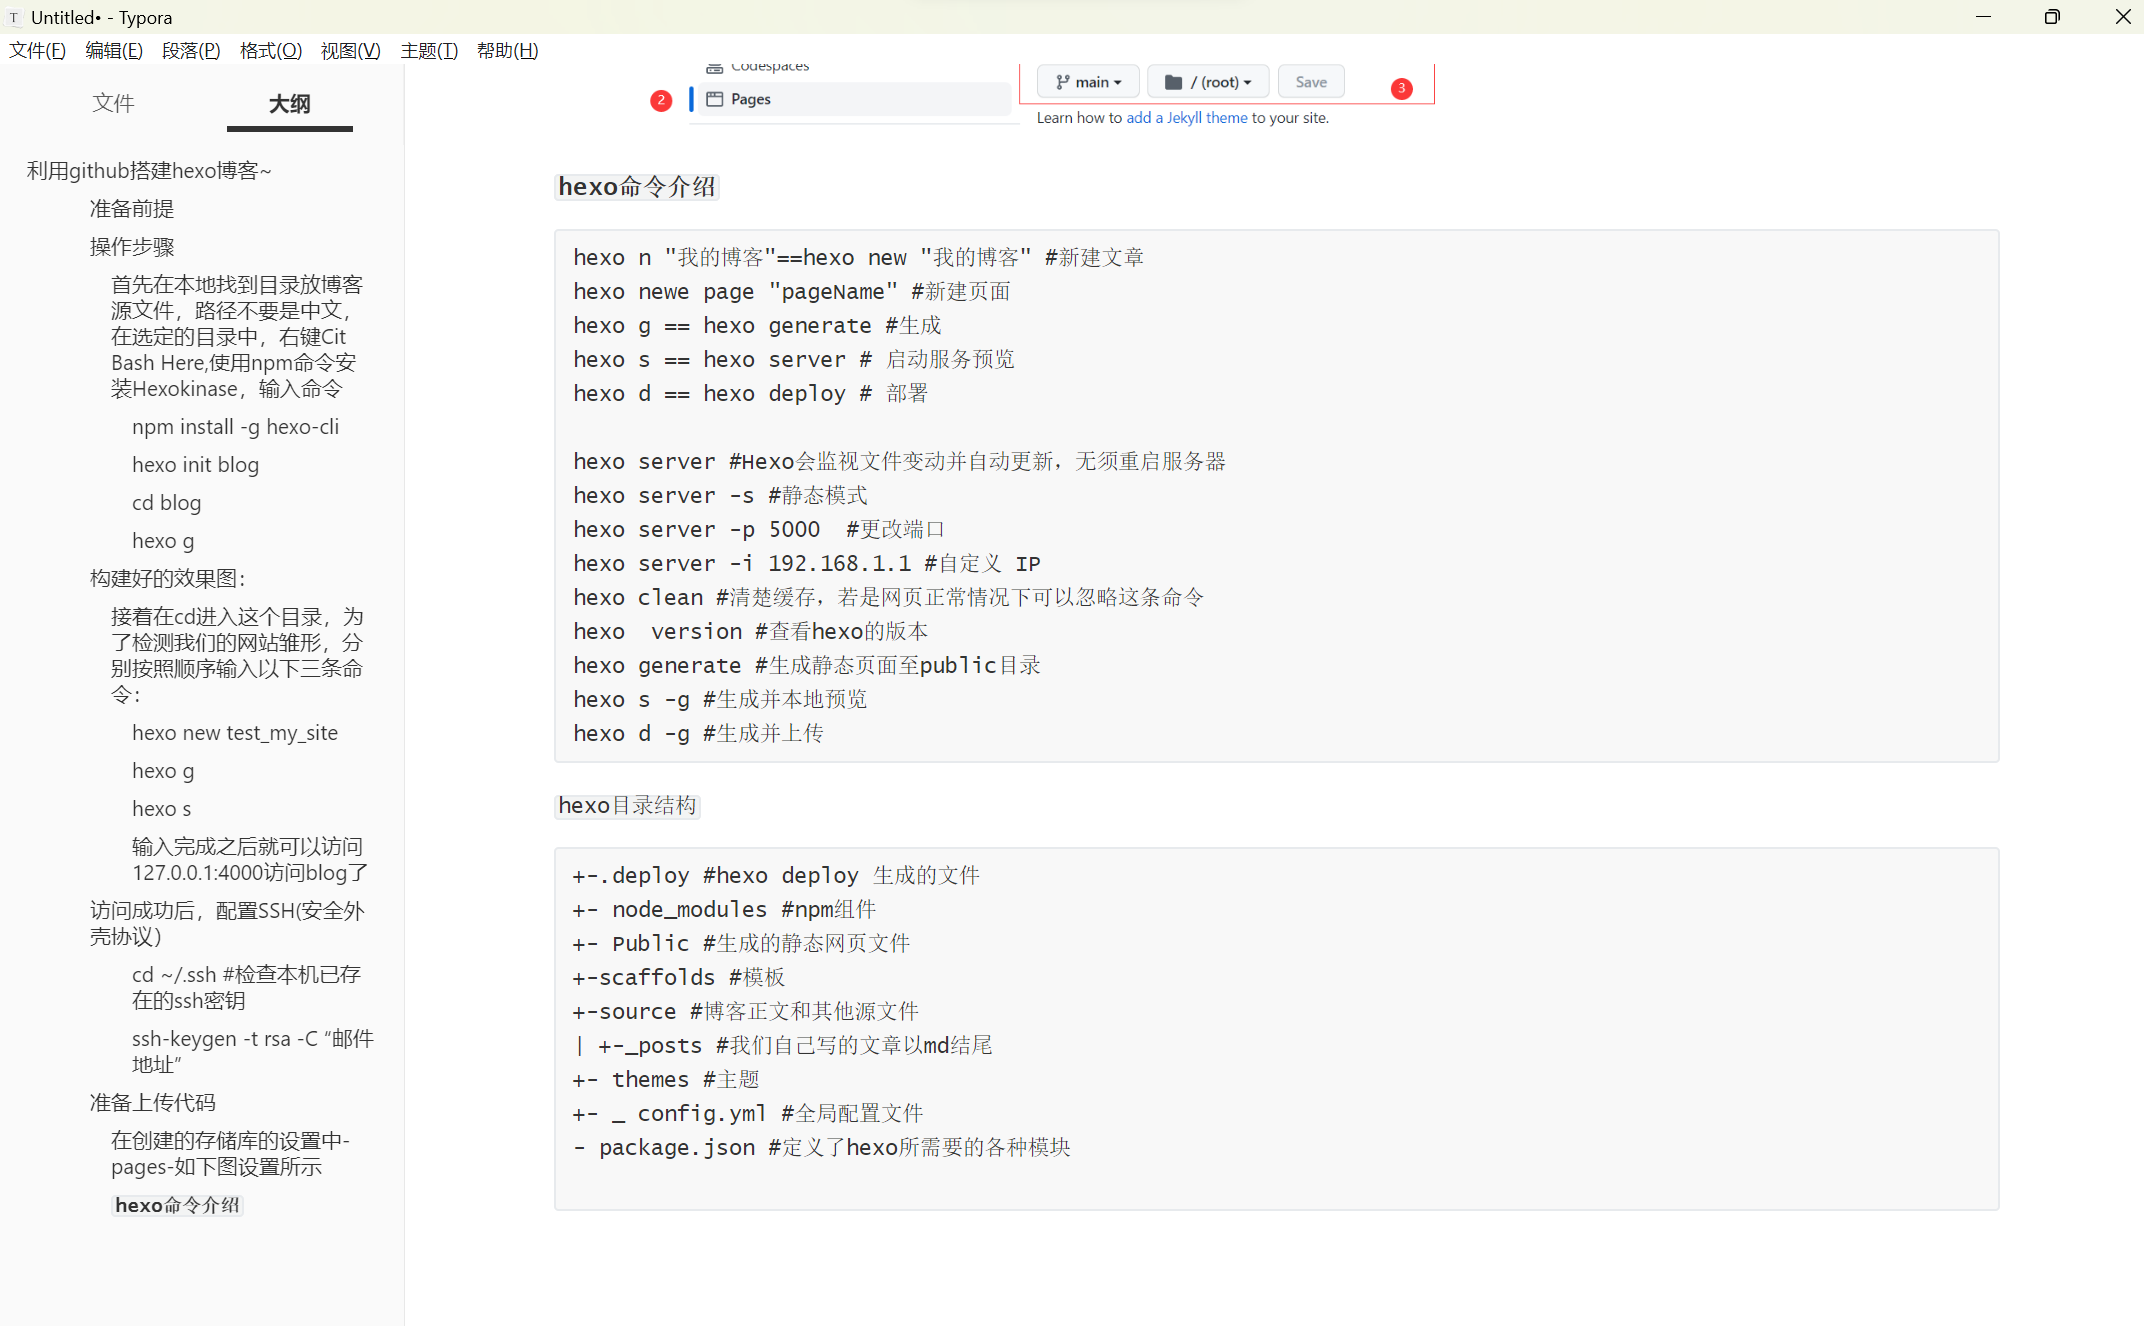 Untitled• - Typora
文件(F) 编辑(E) 段落(P) 格式(O) 视图(V) 主题(T) 帮助(H)
文件 大纲
利用github搭建hexo博客~
准备前提
操作步骤
首先在本地找到目录放博客
源文件，路径不要是中文，
在选定的目录中，右键Cit
Bash Here,使用npm命令安
装Hexokinase，输入命令
npm install -g hexo-cli
hexo init blog
cd blog
hexo g
构建好的效果图：
接着在cd进入这个目录，为
了检测我们的网站雏形，分
别按照顺序输入以下三条命
令：
hexo new test_my_site
hexo g
hexo s
输入完成之后就可以访问
127.0.0.1:4000访问blog了
访问成功后，配置SSH(安全外
壳协议）
cd ~/.ssh #检查本机已存
在的ssh密钥
ssh-keygen -t rsa -C “邮件
地址”
准备上传代码
在创建的存储库的设置中-
pages-如下图设置所示
hexo命令介绍
Codespaces
2 Pages
main / (root) Save 3
Learn how to add a Jekyll theme to your site.
hexo命令介绍
hexo n "我的博客"==hexo new "我的博客" #新建文章
hexo newe page "pageName" #新建页面
hexo g == hexo generate #生成
hexo s == hexo server # 启动服务预览
hexo d == hexo deploy # 部署
hexo server #Hexo会监视文件变动并自动更新，无须重启服务器
hexo server -s #静态模式
hexo server -p 5000  #更改端口
hexo server -i 192.168.1.1 #自定义 IP
hexo clean #清楚缓存，若是网页正常情况下可以忽略这条命令
hexo  version #查看hexo的版本
hexo generate #生成静态页面至public目录
hexo s -g #生成并本地预览
hexo d -g #生成并上传
hexo目录结构
+-.deploy #hexo deploy 生成的文件
+- node_modules #npm组件
+- Public #生成的静态网页文件
+-scaffolds #模板
+-source #博客正文和其他源文件
| +-_posts #我们自己写的文章以md结尾
+- themes #主题
+- _ config.yml #全局配置文件
- package.json #定义了hexo所需要的各种模块